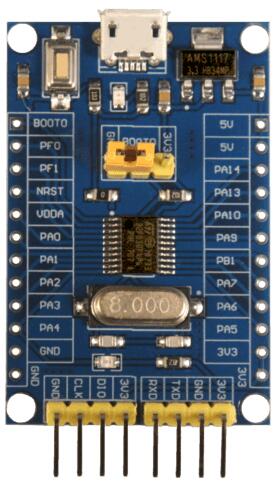 AMS1117
3.3
BOOT0
BOOT0
3V3
5V
PF0
5V
PF1
PA14
NRST
PA13
VDDA
PA10
PA0
PA9
PA1
PB1
PA2
PA7
8.000
PA3
PA6
PA4
PA5
GND
3V3
GND
3V3
GND
CLK
DIO
3V3
RXD
TXD
GND
3V3